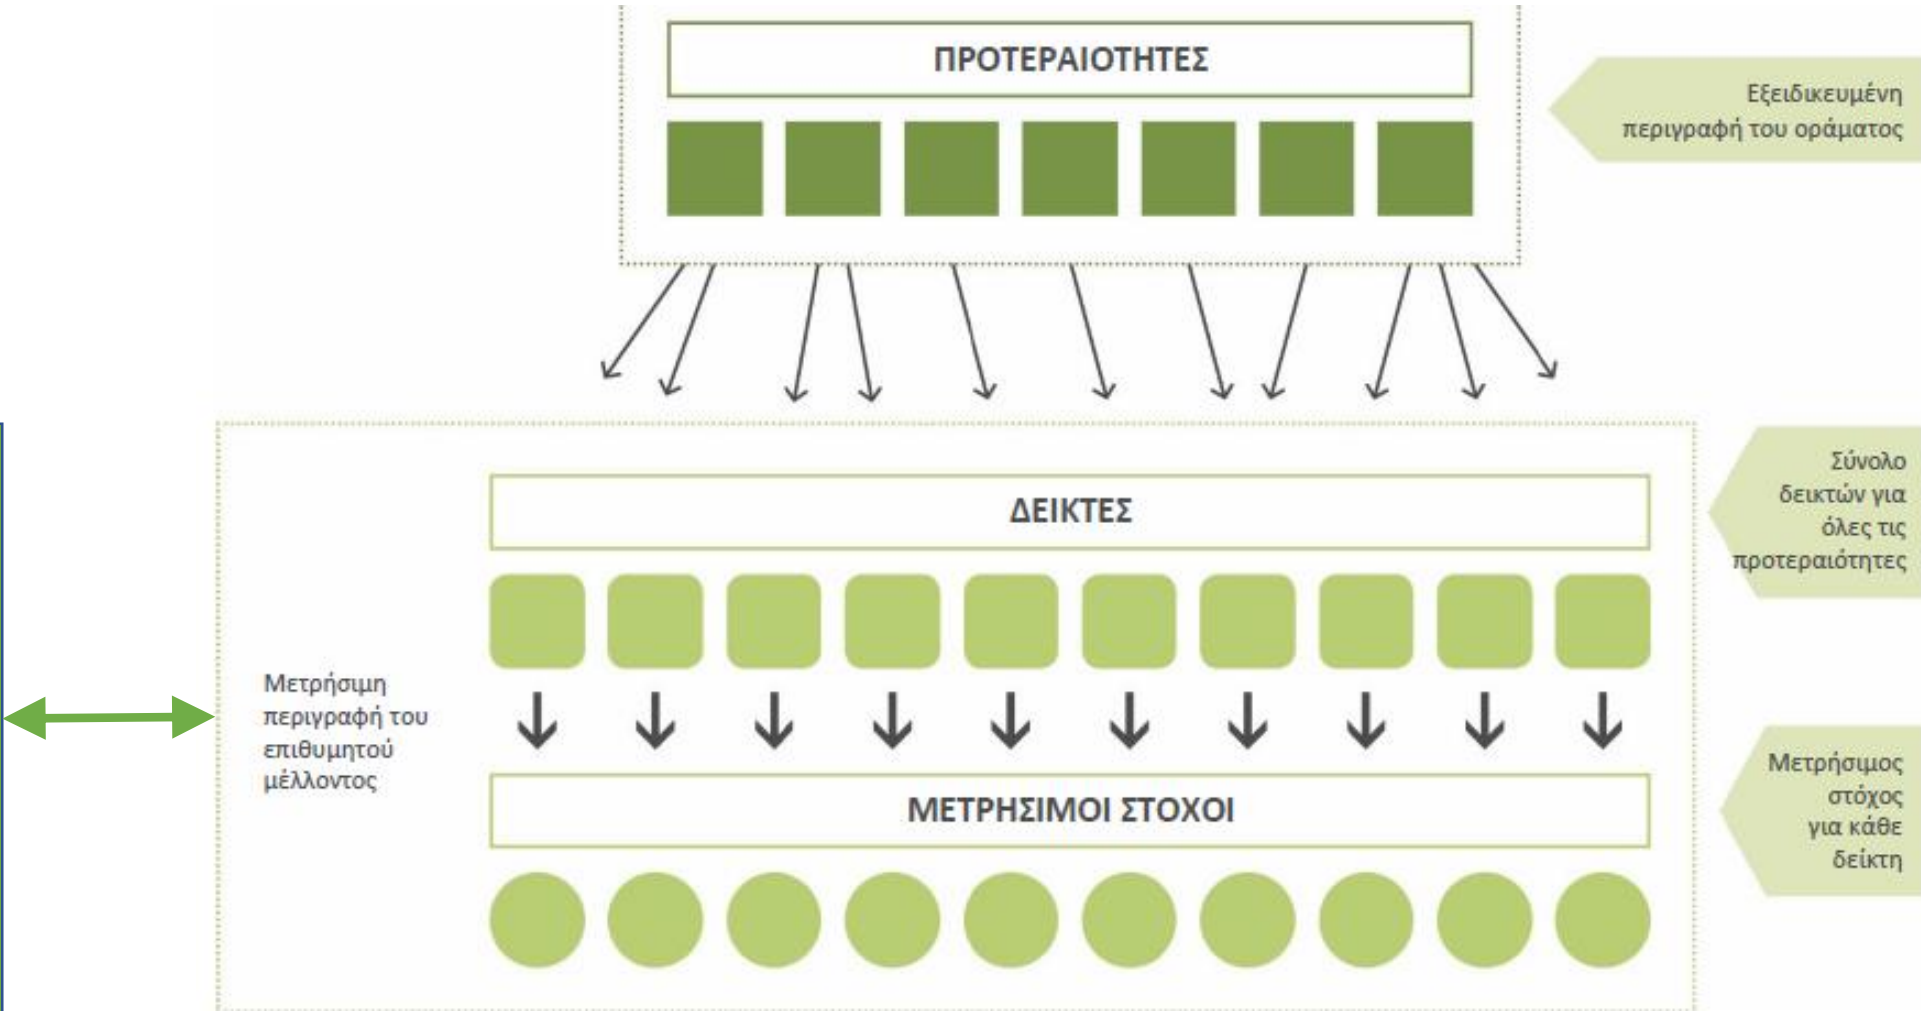 ΠΡΟΤΕΡΑΙΟΤΗΤΕΣ
Εξειδικευμένη
περιγραφή του οράματος
ΔΕΙΚΤΕΣ
Σύνολο
δεικτών για
όλες τις
προτεραιότητες
Μετρήσιμη
περιγραφή του
επιθυμητού
μέλλοντος
ΜΕΤΡΗΣΙΜΟΙ ΣΤΟΧΟΙ
Μετρήσιμος
στόχος
για κάθε
δείκτη